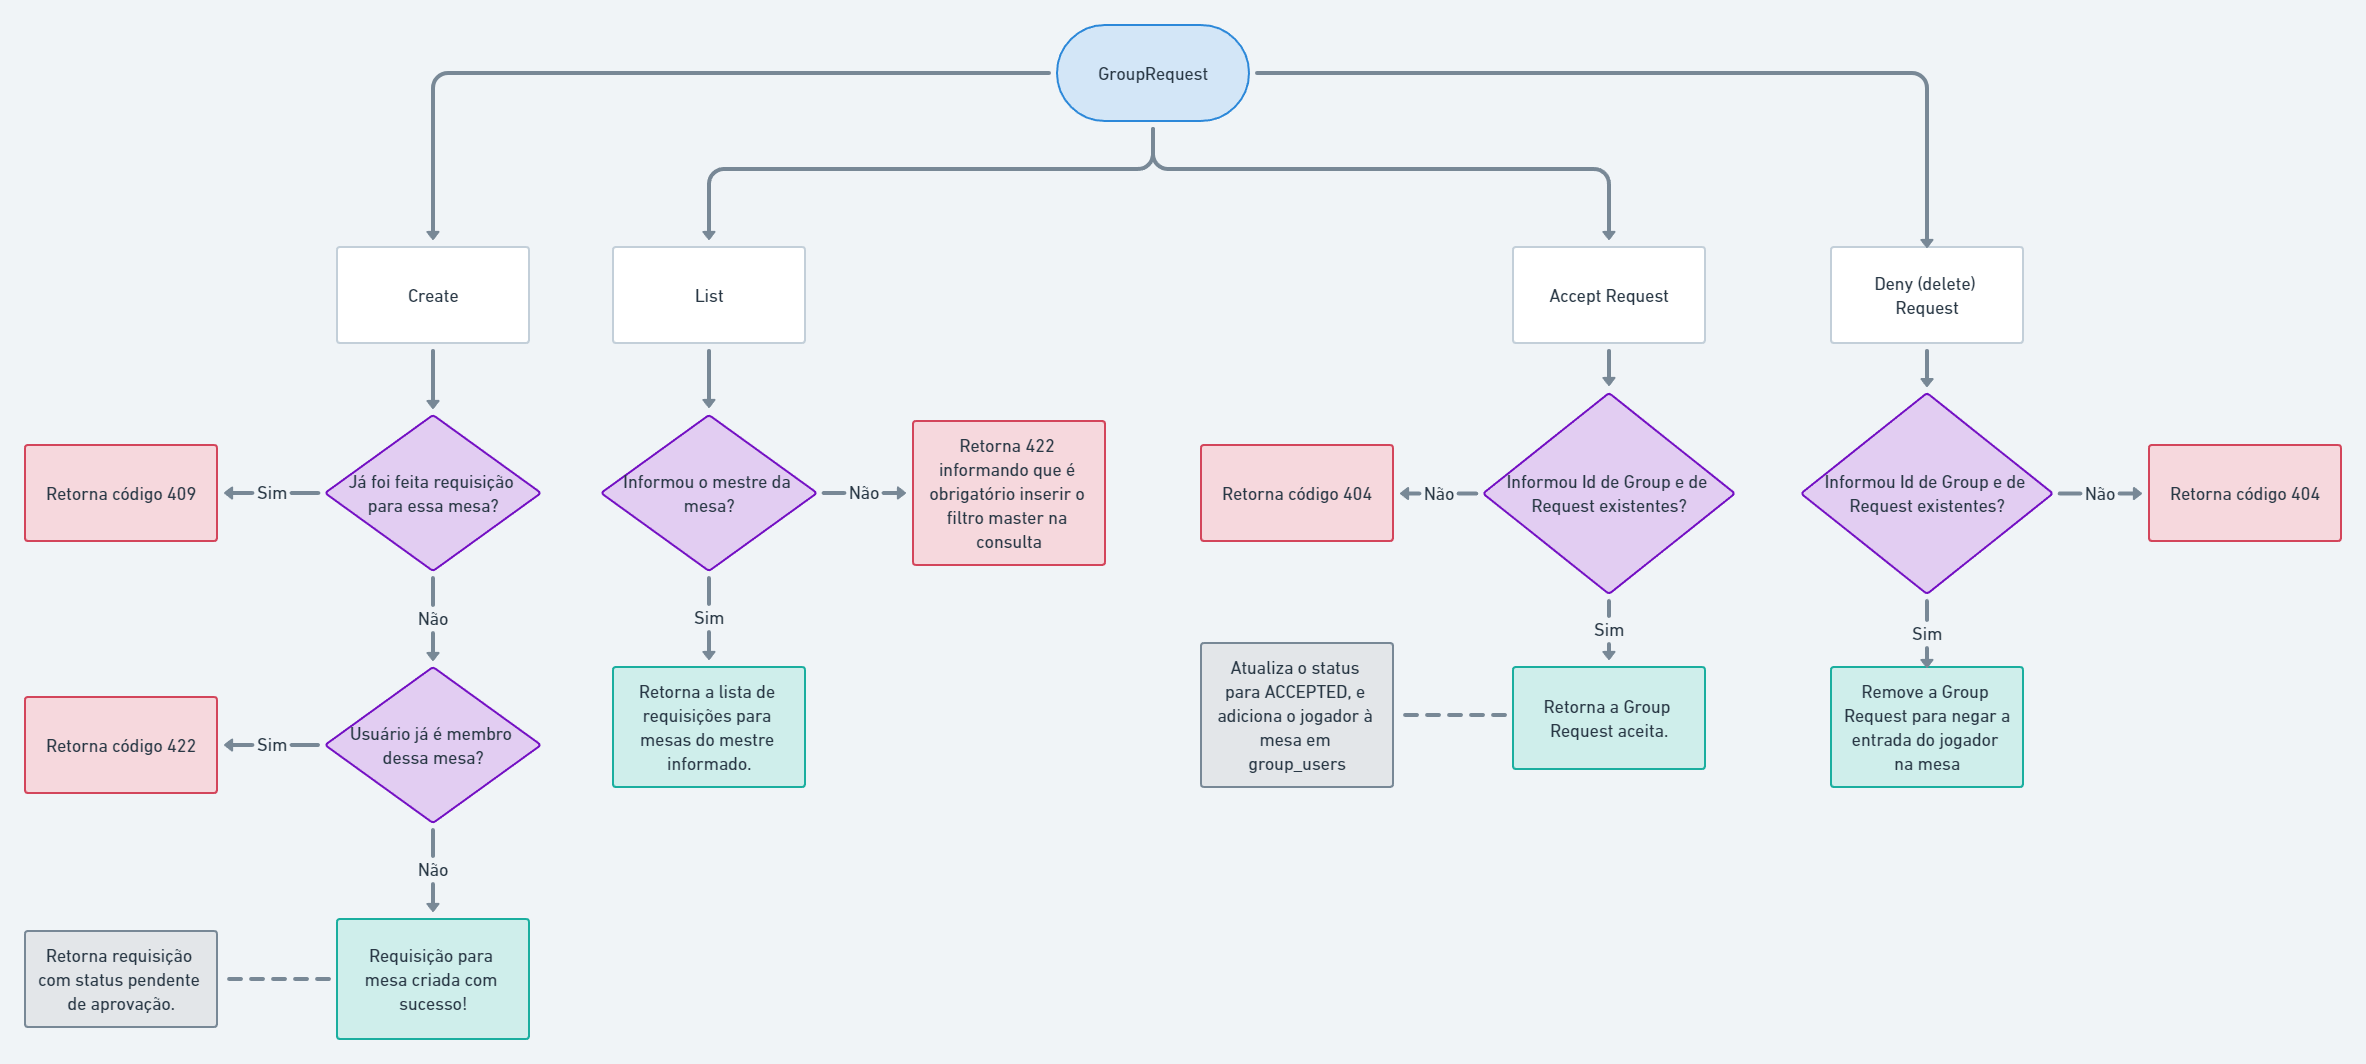 GroupRequest
Create
List
Accept Request
Deny (delete)
Request
Retorna código 409
Sim
Já foi feita requisição
para essa mesa?
Informou o mestre da
mesa?
Não
Retorna 422
informando que é
obrigatório inserir o
filtro master na
consulta
Retorna código 404
Não
Informou Id de Group e de
Request existentes?
Informou Id de Group e de
Request existentes?
Não
Retorna código 404
Não
Sim
Sim
Sim
Retorna código 422
Sim
Usuário já é membro
dessa mesa?
Retorna a lista de
requisições para
mesas do mestre
informado.
Atualiza o status
para ACCEPTED, e
adiciona o jogador à
mesa em
group_users
Retorna a Group
Request aceita.
Remove a Group
Request para negar a
entrada do jogador
na mesa
Não
Retorna requisição
com status pendente
de aprovação.
Requisição para
mesa criada com
sucesso!